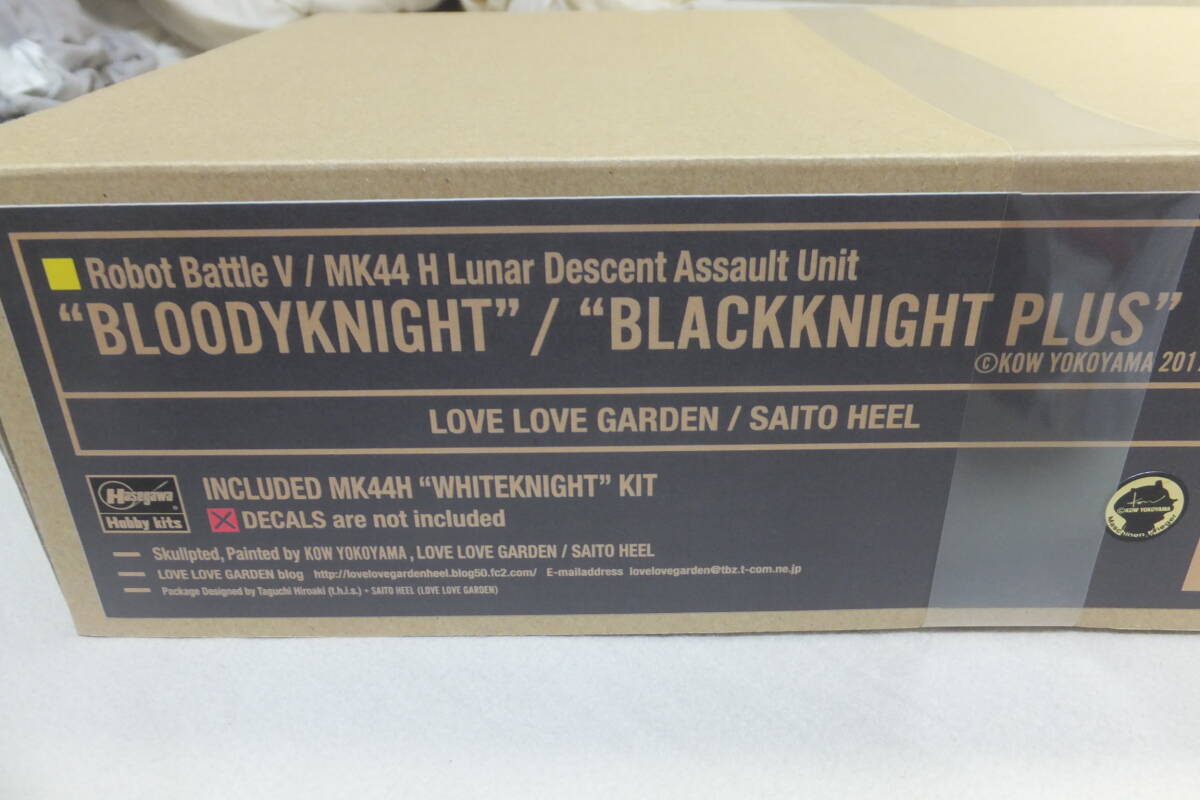 Robot Battle V / MK44 H Lunar Descent Assault Unit
“BLOODYKNIGHT” / “BLACKKNIGHT PLUS”
©KOW YOKOYAMA 201
LOVE LOVE GARDEN / SAITO HEEL
Hasegawa
Hobby kits
INCLUDED MK44H “WHITEKNIGHT” KIT
DECALS are not included
Skullpted, Painted by KOW YOKOYAMA, LOVE LOVE GARDEN / SAITO HEEL
LOVE LOVE GARDEN blog http://lovelovegardenheel.blog50.fc2.com/ E-mailaddress lovelovegarden@tbz.t-com.ne.jp
Package Designed by Taguchi Hiroaki (t.h.i.s.) • SAITO HEEL (LOVE LOVE GARDEN)
©KOW YOKOYAMA
Maschinen Krieger